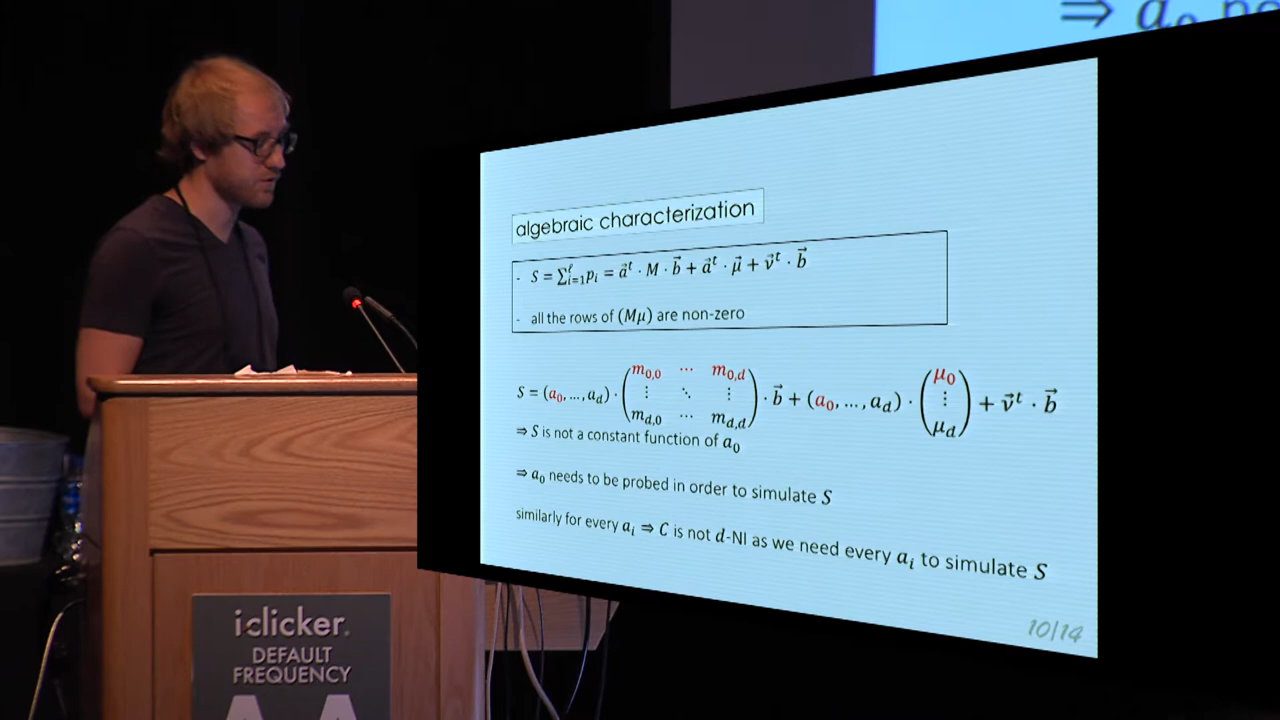 ⇒ a₀
algebraic characterization
- S = ∑ᵢ₌₁^ℓ pᵢ = a⃗ᵗ · M · b⃗ + a⃗ᵗ · μ⃗ + ν⃗ᵗ · b⃗
- all the rows of (Mμ) are non-zero
S = (a₀, …, a_d) · (m₀,₀ ⋯ m₀,d ⋮ ⋱ ⋮ m_d,₀ ⋯ m_d,d) · b⃗ + (a₀, …, a_d) · (μ₀ ⋮ μ_d) + ν⃗ᵗ · b⃗
⇒ S is not a constant function of a₀
⇒ a₀ needs to be probed in order to simulate S
similarly for every aᵢ ⇒ C is not d-NI as we need every aᵢ to simulate S
10/14
i>clicker.
DEFAULT
FREQUENCY
AA